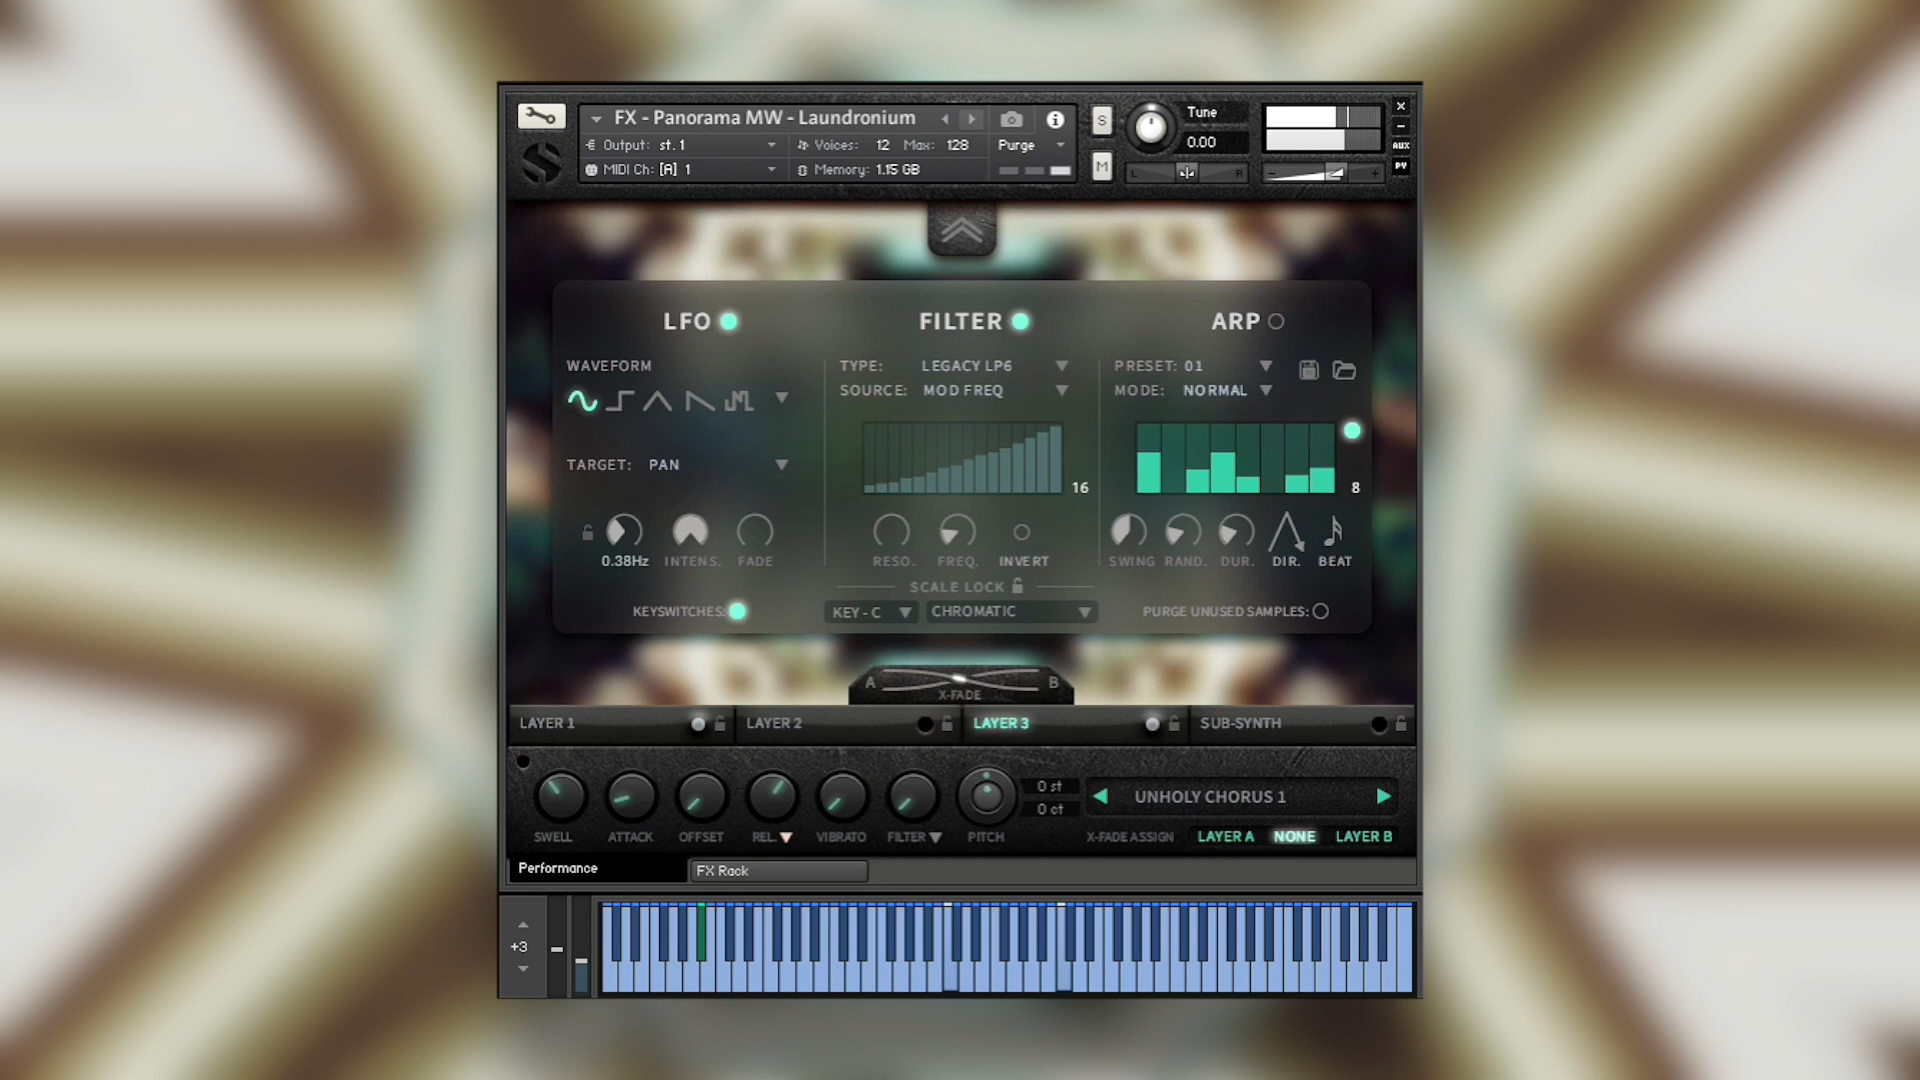 FX - Panorama MW - Laundronium
Output: st. 1
Voices: 12 Max: 128
Purge
MIDI Ch: [A] 1
Memory: 1.15 GB
S
M
Tune
0.00
L R
- +
AUX
PV
LFO
WAVEFORM
TARGET: PAN
0.38Hz INTENS. FADE
KEYSWITCHES:
FILTER
TYPE: LEGACY LP6
SOURCE: MOD FREQ
16
RESO. FREQ. INVERT
SCALE LOCK
KEY - C CHROMATIC
ARP
PRESET: 01
MODE: NORMAL
8
SWING RAND. DUR. DIR. BEAT
PURGE UNUSED SAMPLES:
A B
X-FADE
LAYER 1 LAYER 2 LAYER 3 SUB-SYNTH
SWELL ATTACK OFFSET REL. VIBRATO FILTER PITCH
0 st
0 ct
UNHOLY CHORUS 1
X-FADE ASSIGN LAYER A NONE LAYER B
Performance FX Rack
+3